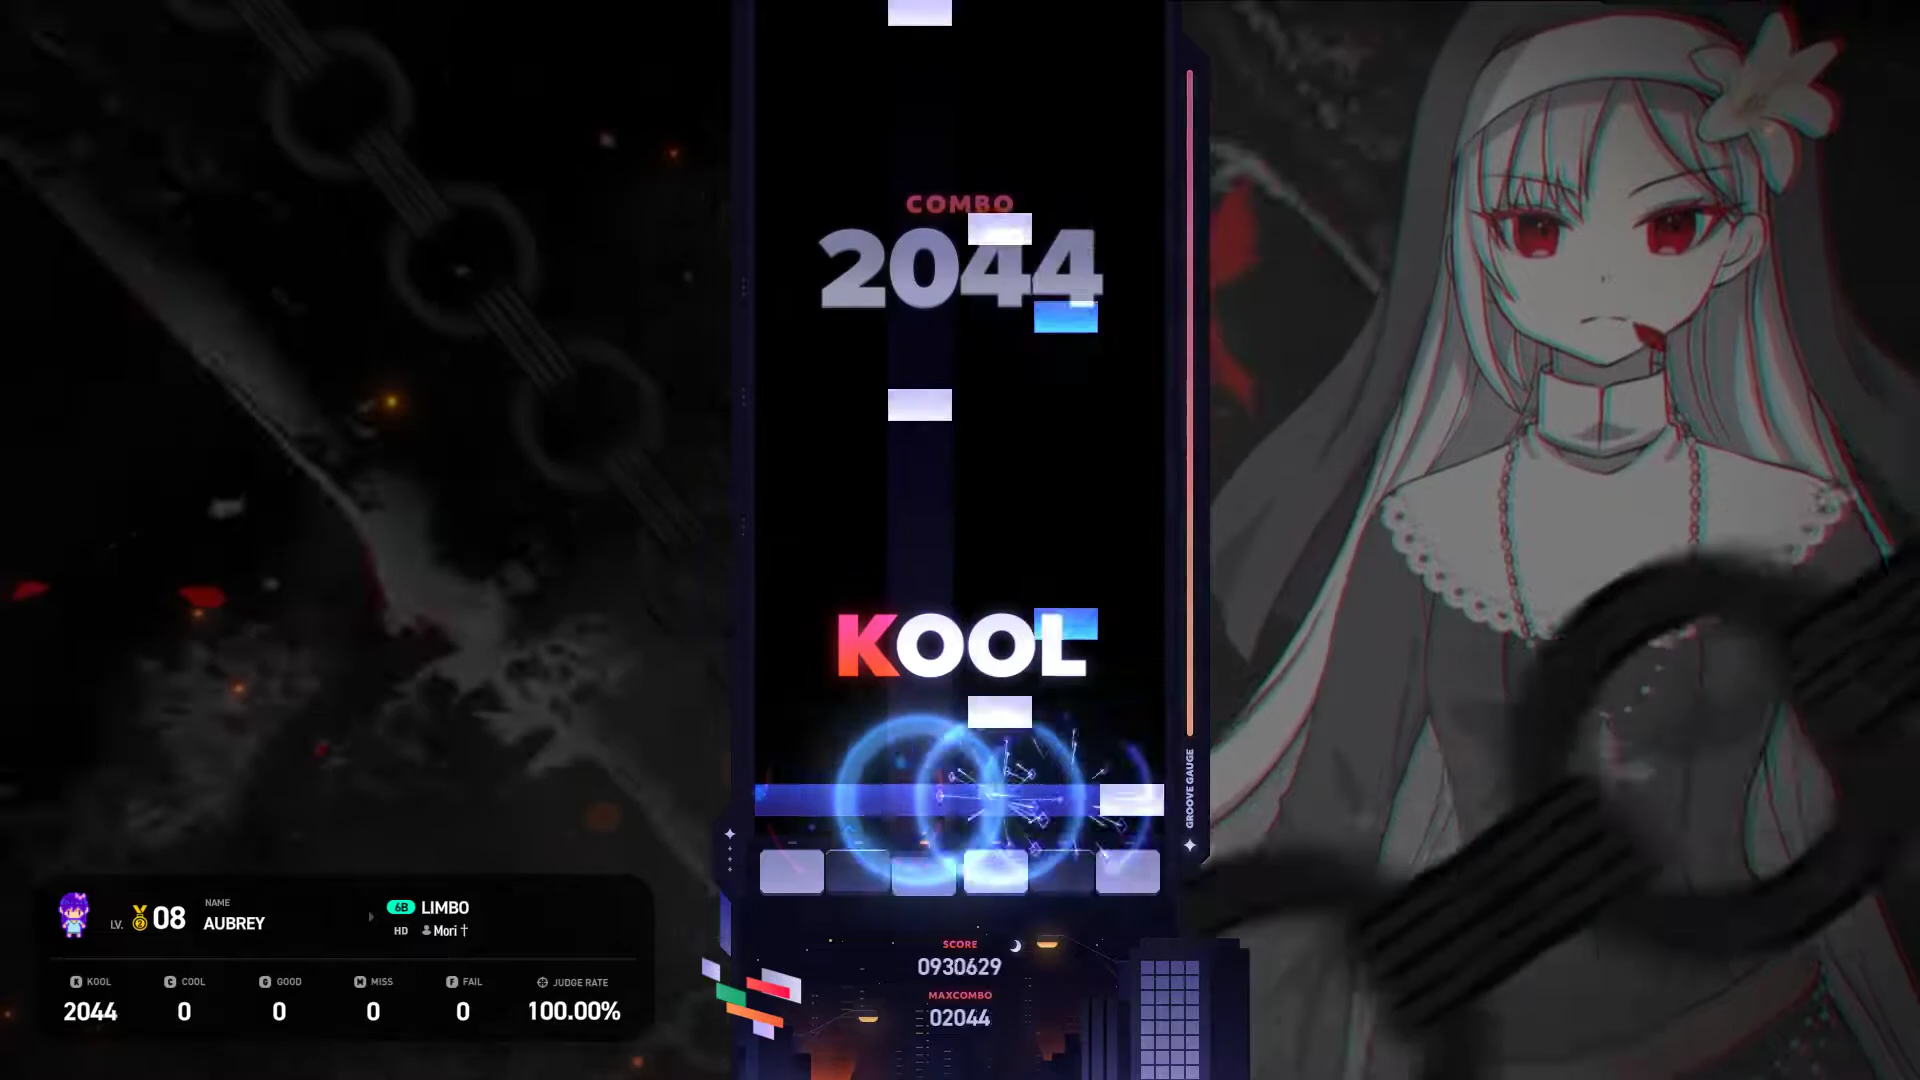 COMBO
2044
KOOL
GROOVE GAUGE
LV. 2 08
NAME
AUBREY
6B LIMBO
HD Mori †
K KOOL
C COOL
G GOOD
M MISS
F FAIL
JUDGE RATE
2044
0
0
0
0
100.00%
SCORE
0930629
MAXCOMBO
02044